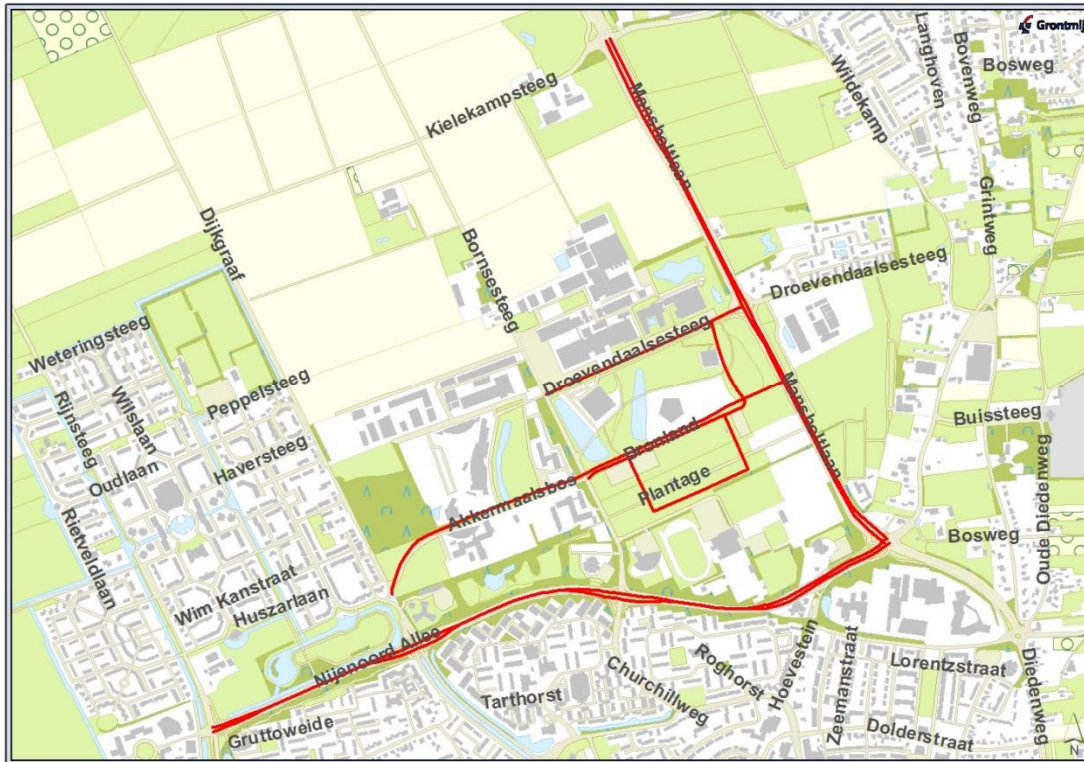 Grontmij
Langhoven
Bovenweg
Bosweg
Wildekamp
Kielekampsteeg
Mansholtlaan
Grintweg
Dijkgraaf
Bornsesteeg
Droevendaalsesteeg
Weteringsteeg
Droevendaalsesteeg
Peppelsteeg
Wilslaan
Rijnsteeg
Mansholtlaan
Buissteeg
Haversteeg
Oudlaan
Bronland
Plantage
Akkermaalsbos
Oude Diedenweg
Bosweg
Rietveldlaan
Wim Kanstraat
Huszarlaan
Nijenoord Allee
Hoevestein
Zeemanstraat
Roghorst
Churchillweg
Lorentzstraat
Diedenweg
Tarthorst
Gruttoweide
Dolderstraat
N